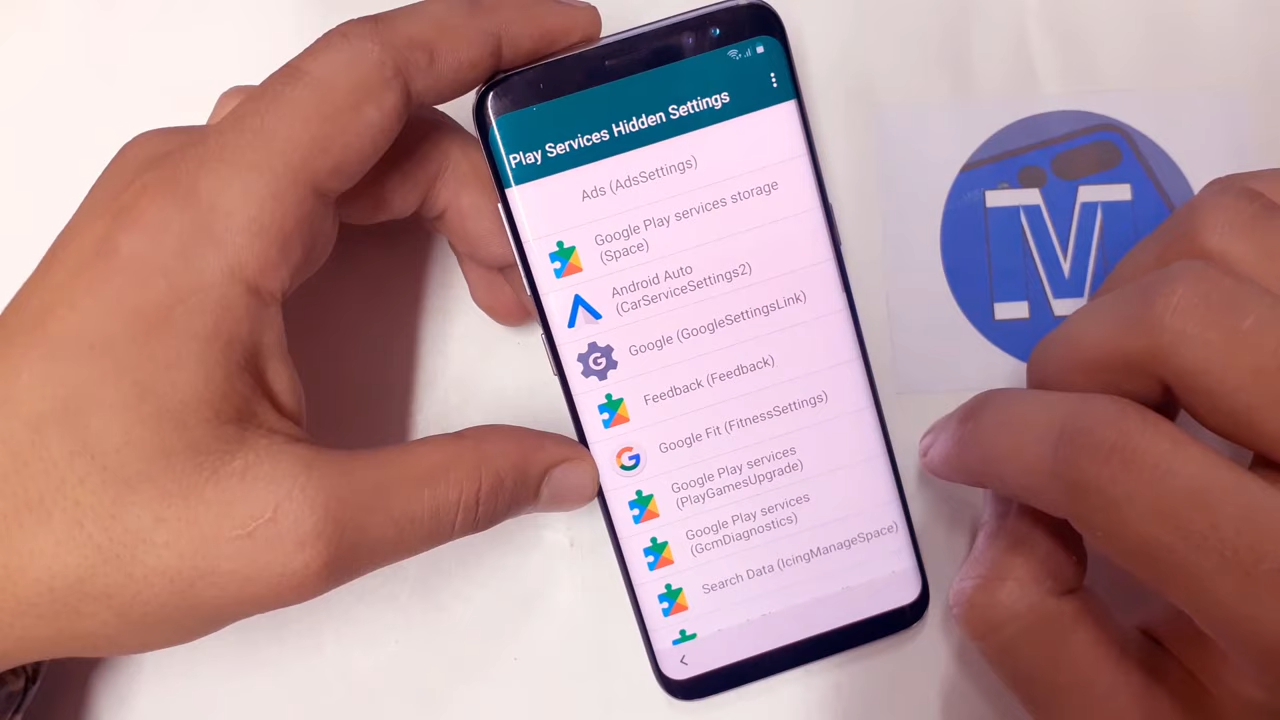 Play Services Hidden Settings
Ads (AdsSettings)
Google Play services storage
(Space)
Android Auto
(CarServiceSettings2)
Google (GoogleSettingsLink)
Feedback (Feedback)
Google Fit (FitnessSettings)
Google Play services
(PlayGamesUpgrade)
Google Play services
(GcmDiagnostics)
Search Data (IcingManageSpace)